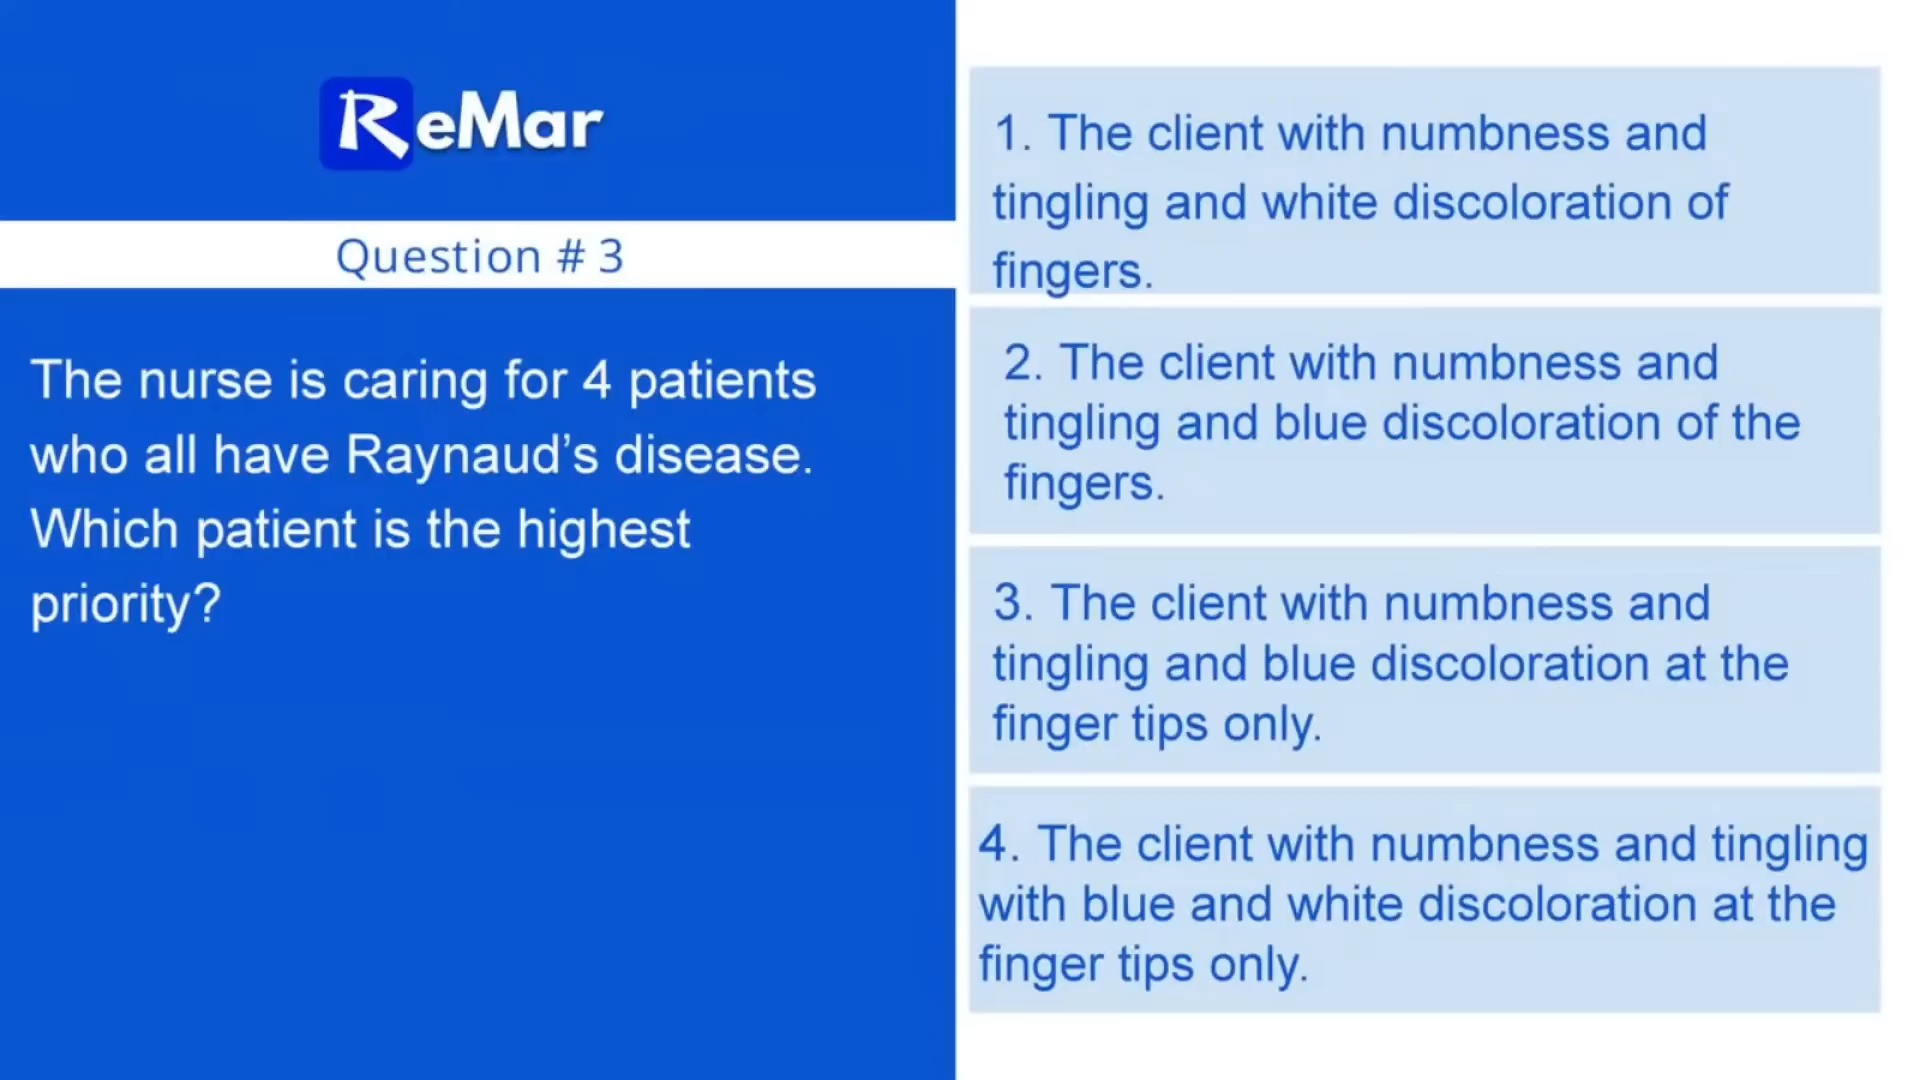 ReMar
Question # 3
The nurse is caring for 4 patients
who all have Raynaud’s disease.
Which patient is the highest
priority?
1. The client with numbness and
tingling and white discoloration of
fingers.
2. The client with numbness and
tingling and blue discoloration of the
fingers.
3. The client with numbness and
tingling and blue discoloration at the
finger tips only.
4. The client with numbness and tingling
with blue and white discoloration at the
finger tips only.